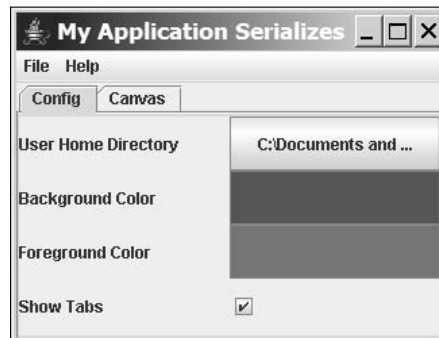 My Application Serializes
File Help
Config Canvas
User Home Directory C:\Documents and ...
Background Color
Foreground Color
Show Tabs